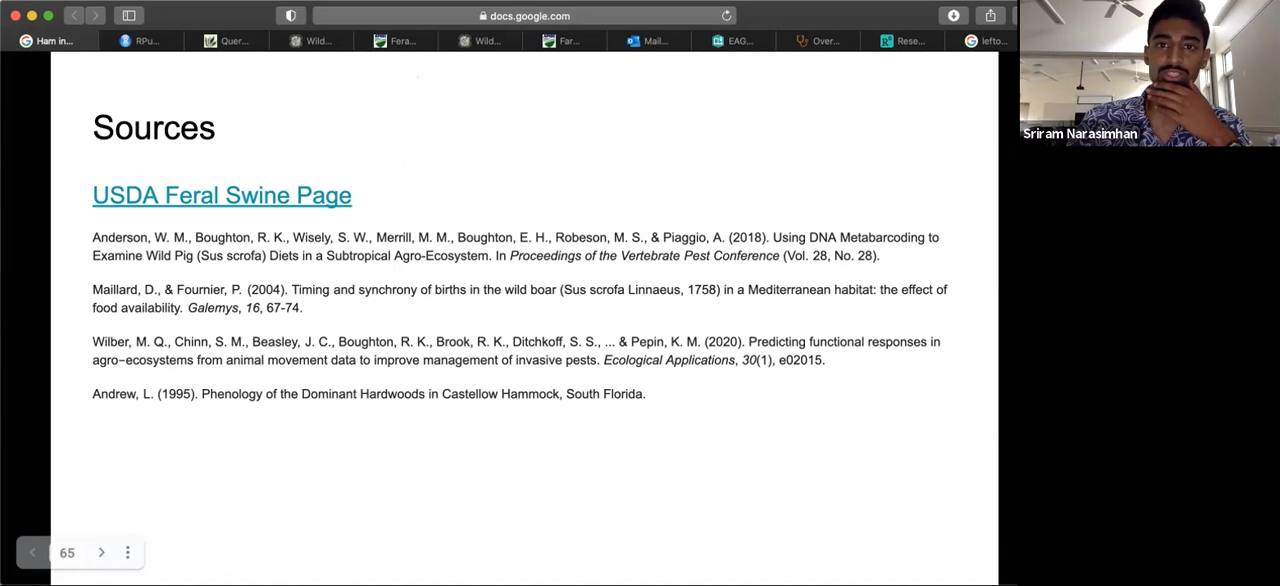 docs.google.com
Ham in...
RPu...
Quer...
Wild...
Fera...
Wild...
Far...
Mail...
EAG...
Over...
Rese...
lefto...
Sriram Narasimhan
Sources
USDA Feral Swine Page
Anderson, W. M., Boughton, R. K., Wisely, S. W., Merrill, M. M., Boughton, E. H., Robeson, M. S., & Piaggio, A. (2018). Using DNA Metabarcoding to
Examine Wild Pig (Sus scrofa) Diets in a Subtropical Agro-Ecosystem. In Proceedings of the Vertebrate Pest Conference (Vol. 28, No. 28).
Maillard, D., & Fournier, P. (2004). Timing and synchrony of births in the wild boar (Sus scrofa Linnaeus, 1758) in a Mediterranean habitat: the effect of
food availability. Galemys, 16, 67-74.
Wilber, M. Q., Chinn, S. M., Beasley, J. C., Boughton, R. K., Brook, R. K., Ditchkoff, S. S., ... & Pepin, K. M. (2020). Predicting functional responses in
agro–ecosystems from animal movement data to improve management of invasive pests. Ecological Applications, 30(1), e02015.
Andrew, L. (1995). Phenology of the Dominant Hardwoods in Castellow Hammock, South Florida.
65